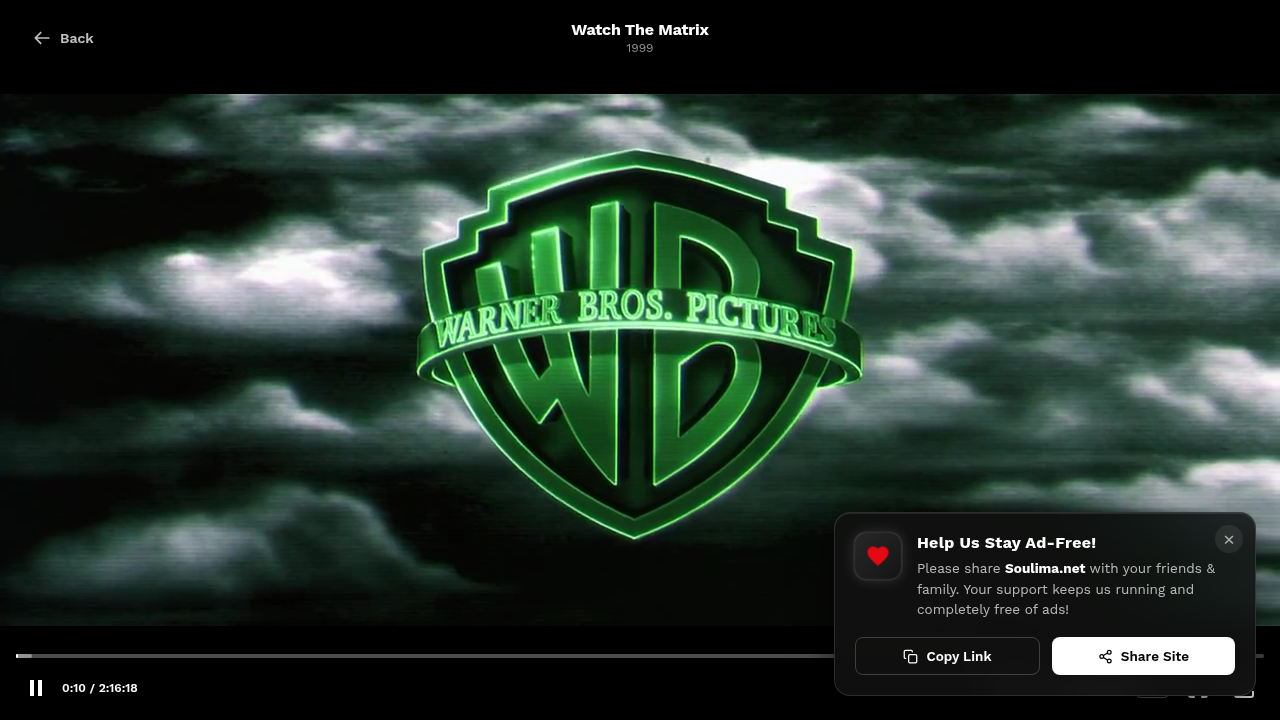 Back
Watch The Matrix
1999
WB
WARNER BROS. PICTURES
Help Us Stay Ad-Free!
Please share Soulima.net with your friends &
family. Your support keeps us running and
completely free of ads!
Copy Link
Share Site
0:10 / 2:16:18